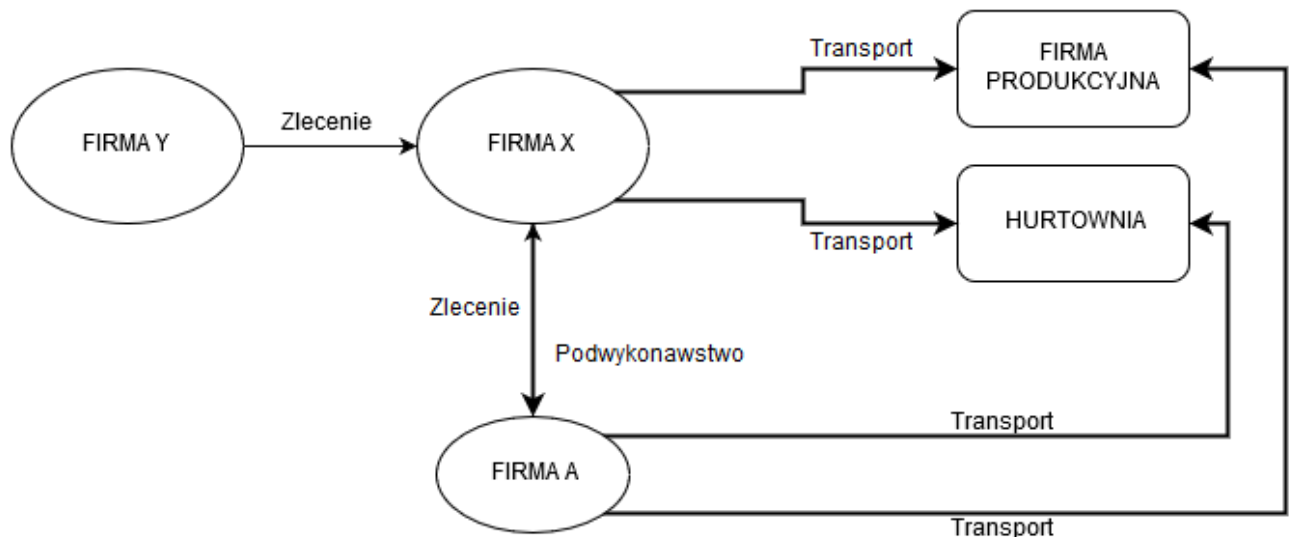 Transport
FIRMA
PRODUKCYJNA
Zlecenie
FIRMA Y
FIRMA X
HURTOWNIA
Transport
Zlecenie
Podwykonawstwo
Transport
FIRMA A
Transport